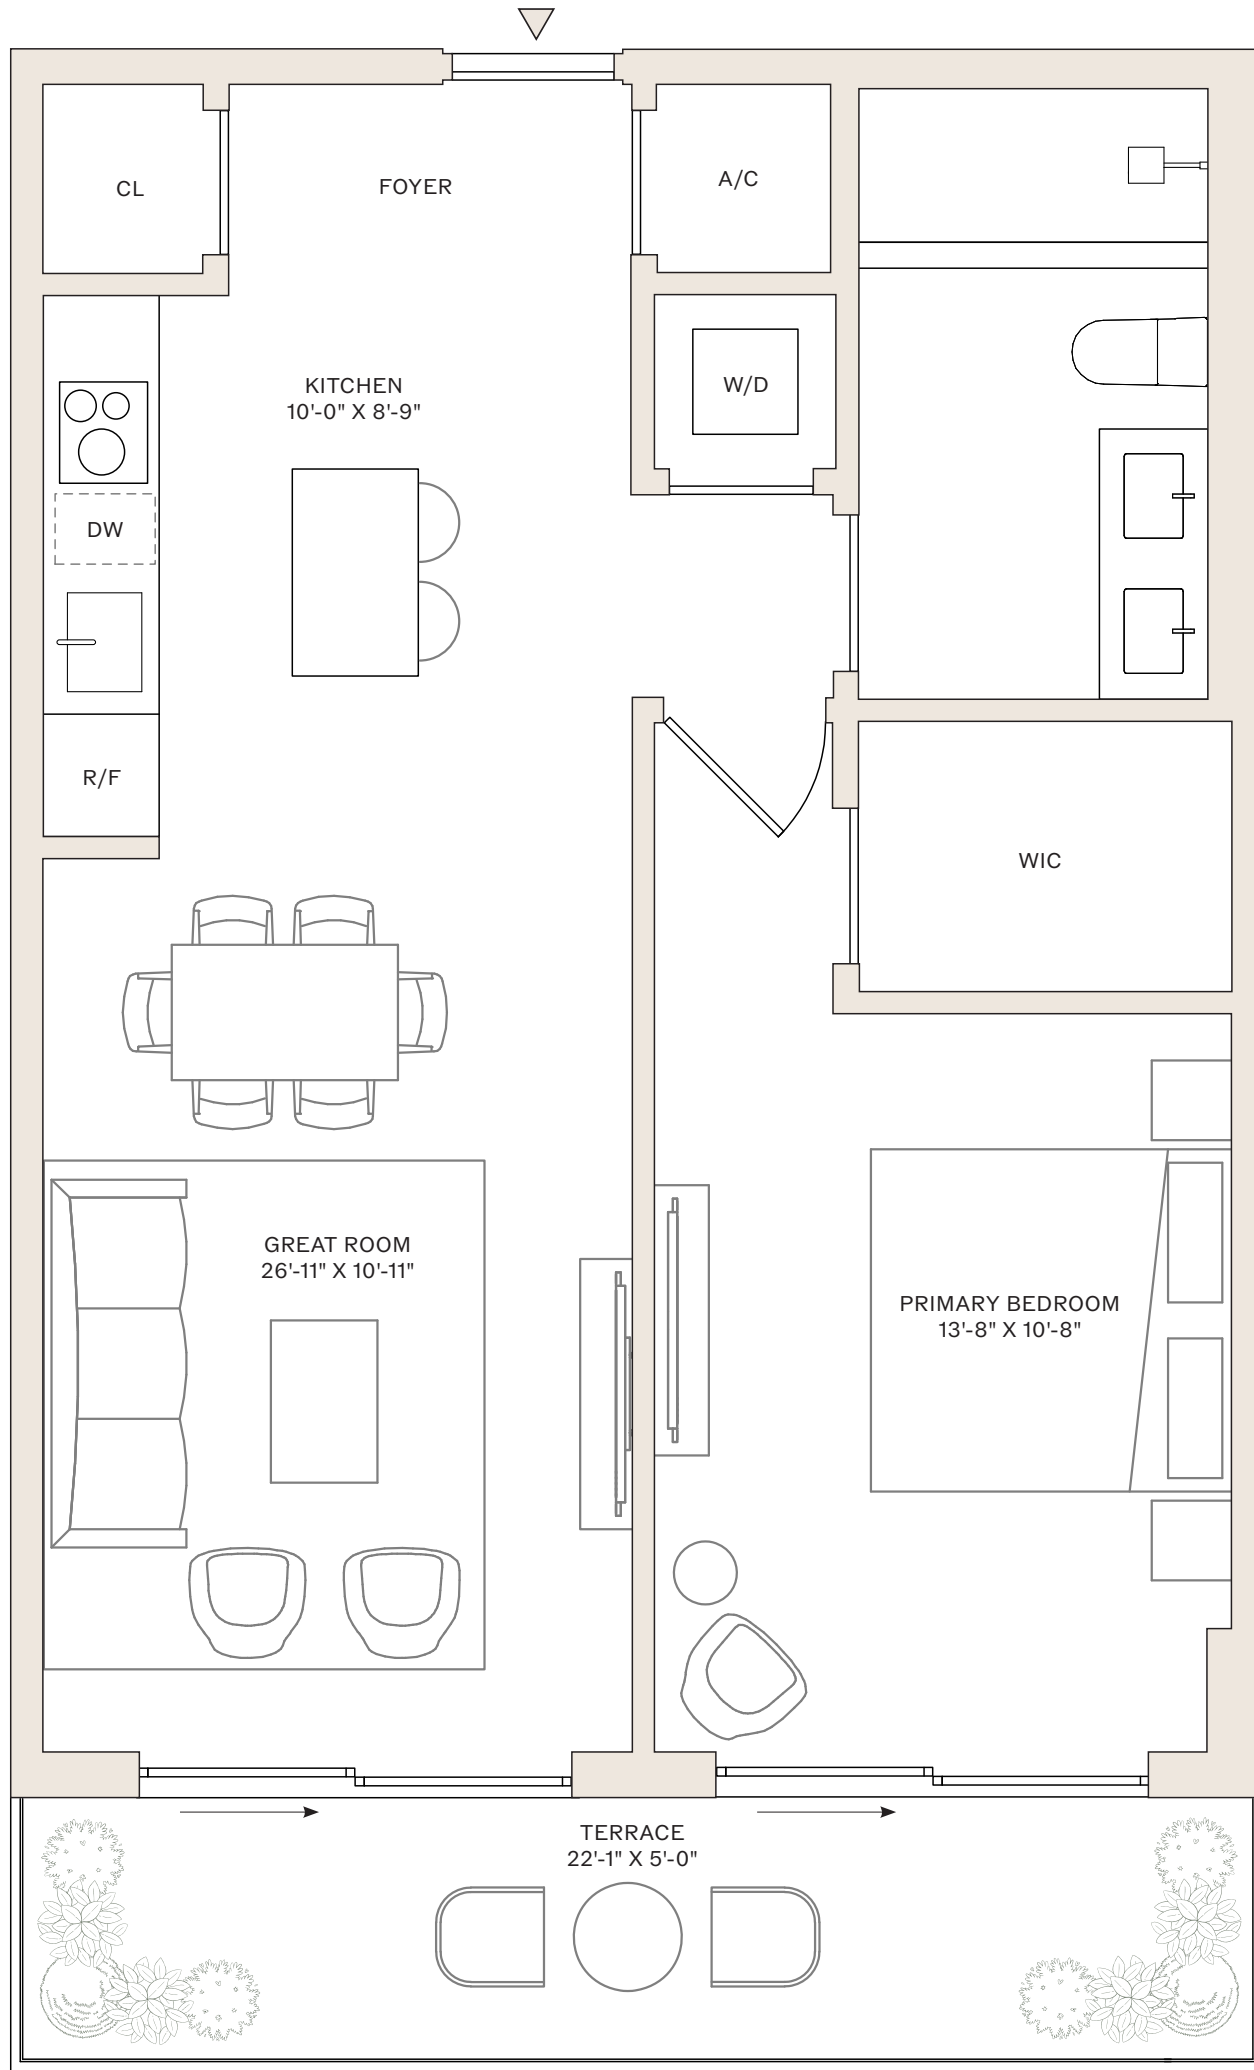 CL
FOYER
A/C
KITCHEN
10'-0" X 8'-9"
W/D
DW
R/F
WIC
GREAT ROOM
26'-11" X 10'-11"
PRIMARY BEDROOM
13'-8" X 10'-8"
TERRACE
22'-1" X 5'-0"